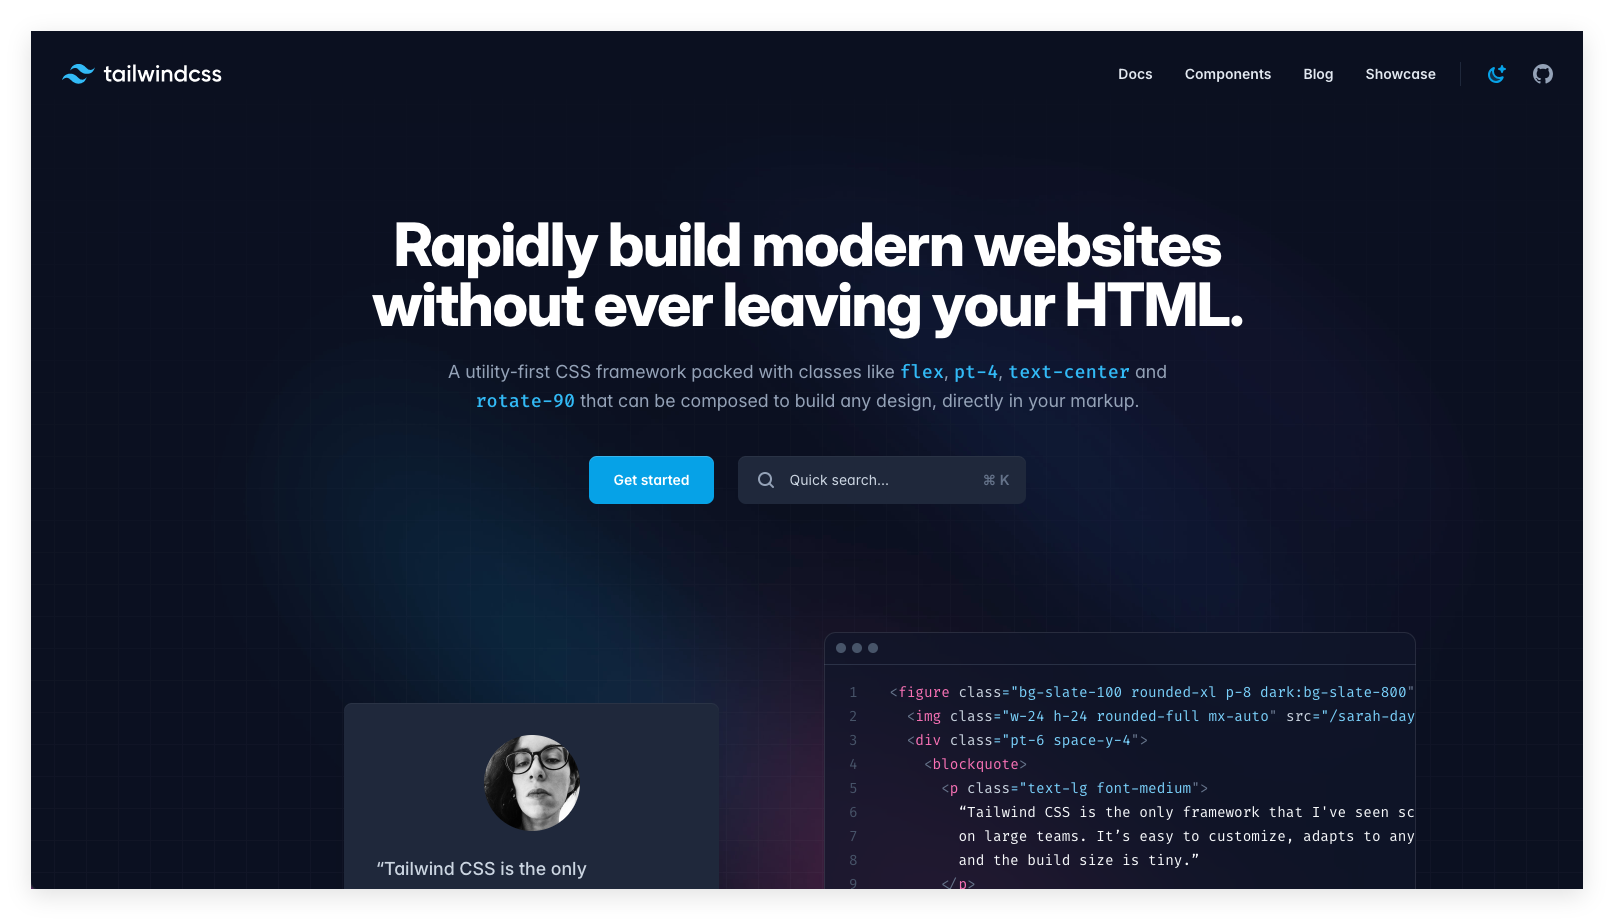 tailwindcss
Docs Components Blog Showcase
Rapidly build modern websites
without ever leaving your HTML.
A utility-first CSS framework packed with classes like flex, pt-4, text-center and
rotate-90 that can be composed to build any design, directly in your markup.
Get started
Quick search... ⌘ K
“Tailwind CSS is the only
1 <figure class="bg-slate-100 rounded-xl p-8 dark:bg-slate-800"
2 <img class="w-24 h-24 rounded-full mx-auto" src="/sarah-day
3 <div class="pt-6 space-y-4">
4 <blockquote>
5 <p class="text-lg font-medium">
6 “Tailwind CSS is the only framework that I've seen sc
7 on large teams. It’s easy to customize, adapts to any
8 and the build size is tiny.”
9 </p>